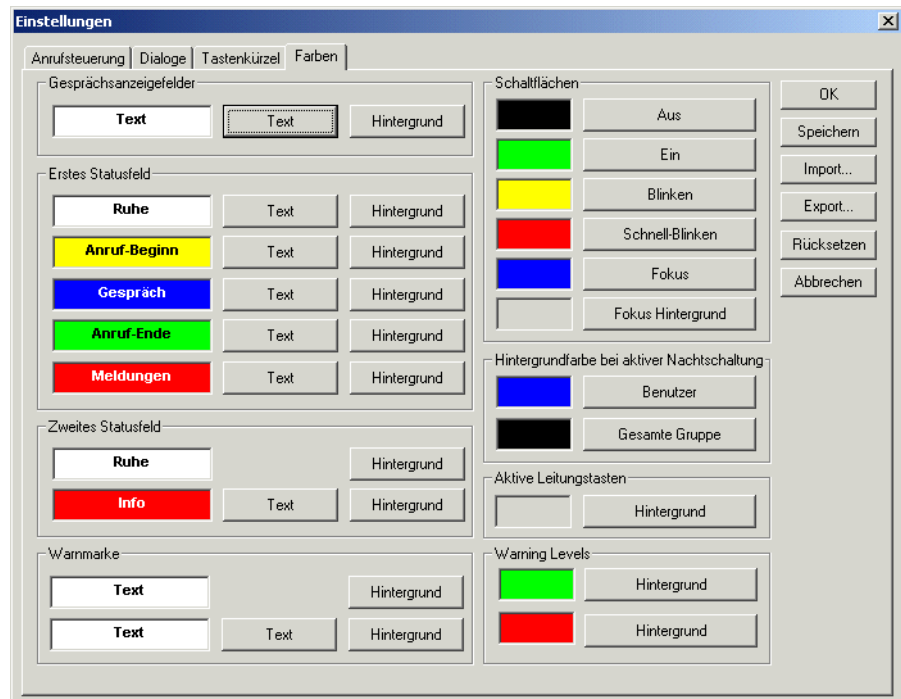 Einstellungen
Anrufsteuerung Dialoge Tastenkürzel Farben
Gesprächsanzeigefelder
Text Text Hintergrund
Erstes Statusfeld
Ruhe Text Hintergrund
Anruf-Beginn Text Hintergrund
Gespräch Text Hintergrund
Anruf-Ende Text Hintergrund
Meldungen Text Hintergrund
Zweites Statusfeld
Ruhe Hintergrund
Info Text Hintergrund
Warnmarke
Text Hintergrund
Text Text Hintergrund
Schaltflächen
Aus
Ein
Blinken
Schnell-Blinken
Fokus
Fokus Hintergrund
Hintergrundfarbe bei aktiver Nachtschaltung
Benutzer
Gesamte Gruppe
Aktive Leitungstasten
Hintergrund
Warning Levels
Hintergrund
Hintergrund
OK
Speichern
Import...
Export...
Rücksetzen
Abbrechen